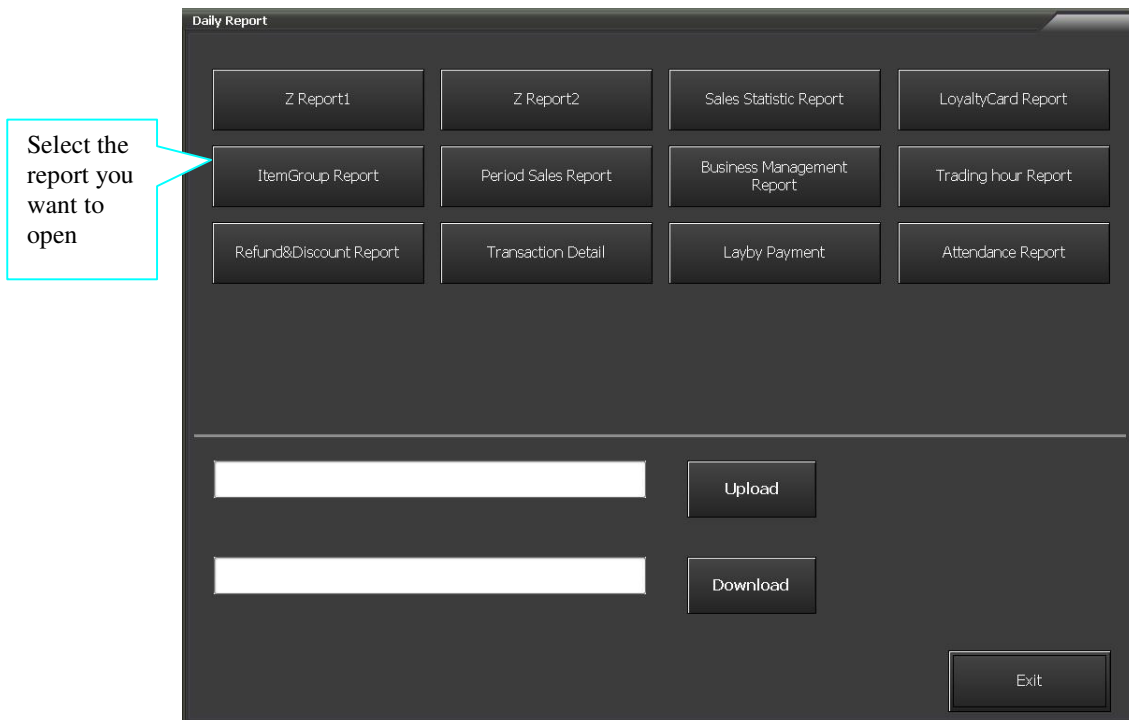 Daily Report
Z Report1
Z Report2
Sales Statistic Report
LoyaltyCard Report
Select the
report you
want to
open
ItemGroup Report
Period Sales Report
Business Management
Report
Trading hour Report
Refund&Discount Report
Transaction Detail
Layby Payment
Attendance Report
Upload
Download
Exit